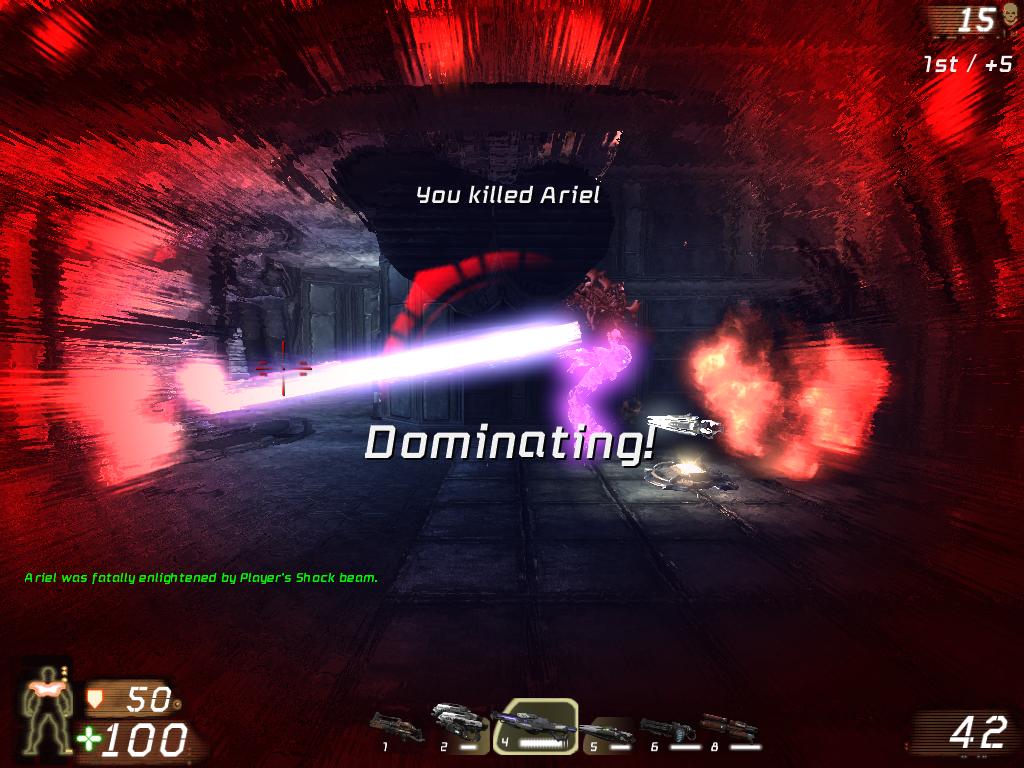 15
1st / +5
You killed Ariel
Dominating!
Ariel was fatally enlightened by Player's Shock beam.
50
100
1 2 4 5 6 8
42